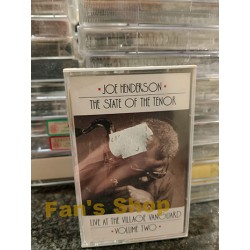 JOE HENDERSON
THE STATE OF THE TENOR
Fan's Shop
LIVE AT THE VILLAGE VANGUARD
• VOLUME TWO •